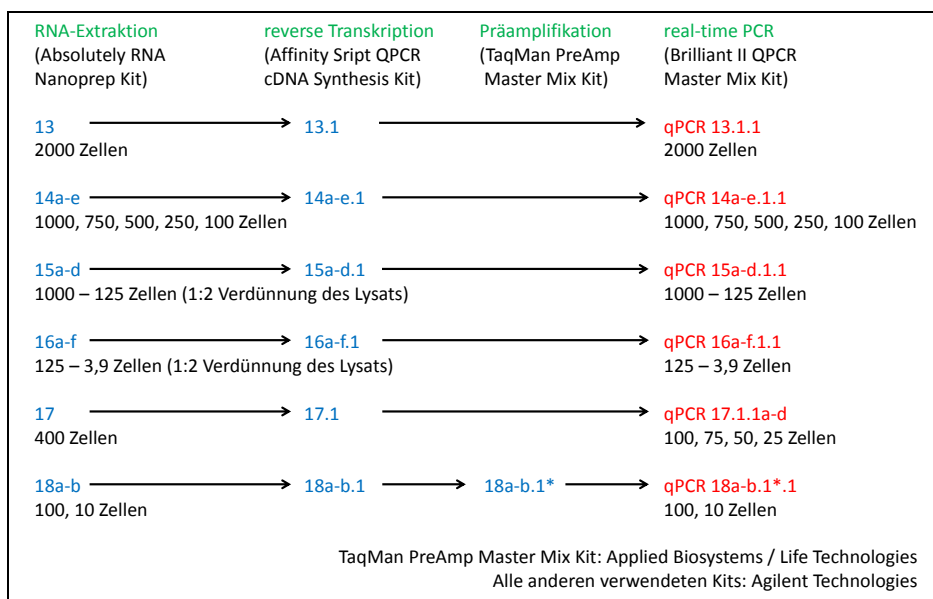 RNA-Extraktion reverse Transkription Präamplifikation real-time PCR
(Absolutely RNA (Affinity Sript QPCR (TaqMan PreAmp (Brilliant II QPCR
Nanoprep Kit) cDNA Synthesis Kit) Master Mix Kit) Master Mix Kit)
13 13.1 qPCR 13.1.1
2000 Zellen 2000 Zellen
14a-e 14a-e.1 qPCR 14a-e.1.1
1000, 750, 500, 250, 100 Zellen 1000, 750, 500, 250, 100 Zellen
15a-d 15a-d.1 qPCR 15a-d.1.1
1000 – 125 Zellen (1:2 Verdünnung des Lysats) 1000 – 125 Zellen
16a-f 16a-f.1 qPCR 16a-f.1.1
125 – 3,9 Zellen (1:2 Verdünnung des Lysats) 125 – 3,9 Zellen
17 17.1 qPCR 17.1.1a-d
400 Zellen 100, 75, 50, 25 Zellen
18a-b 18a-b.1 18a-b.1* qPCR 18a-b.1*.1
100, 10 Zellen 100, 10 Zellen
TaqMan PreAmp Master Mix Kit: Applied Biosystems / Life Technologies
Alle anderen verwendeten Kits: Agilent Technologies